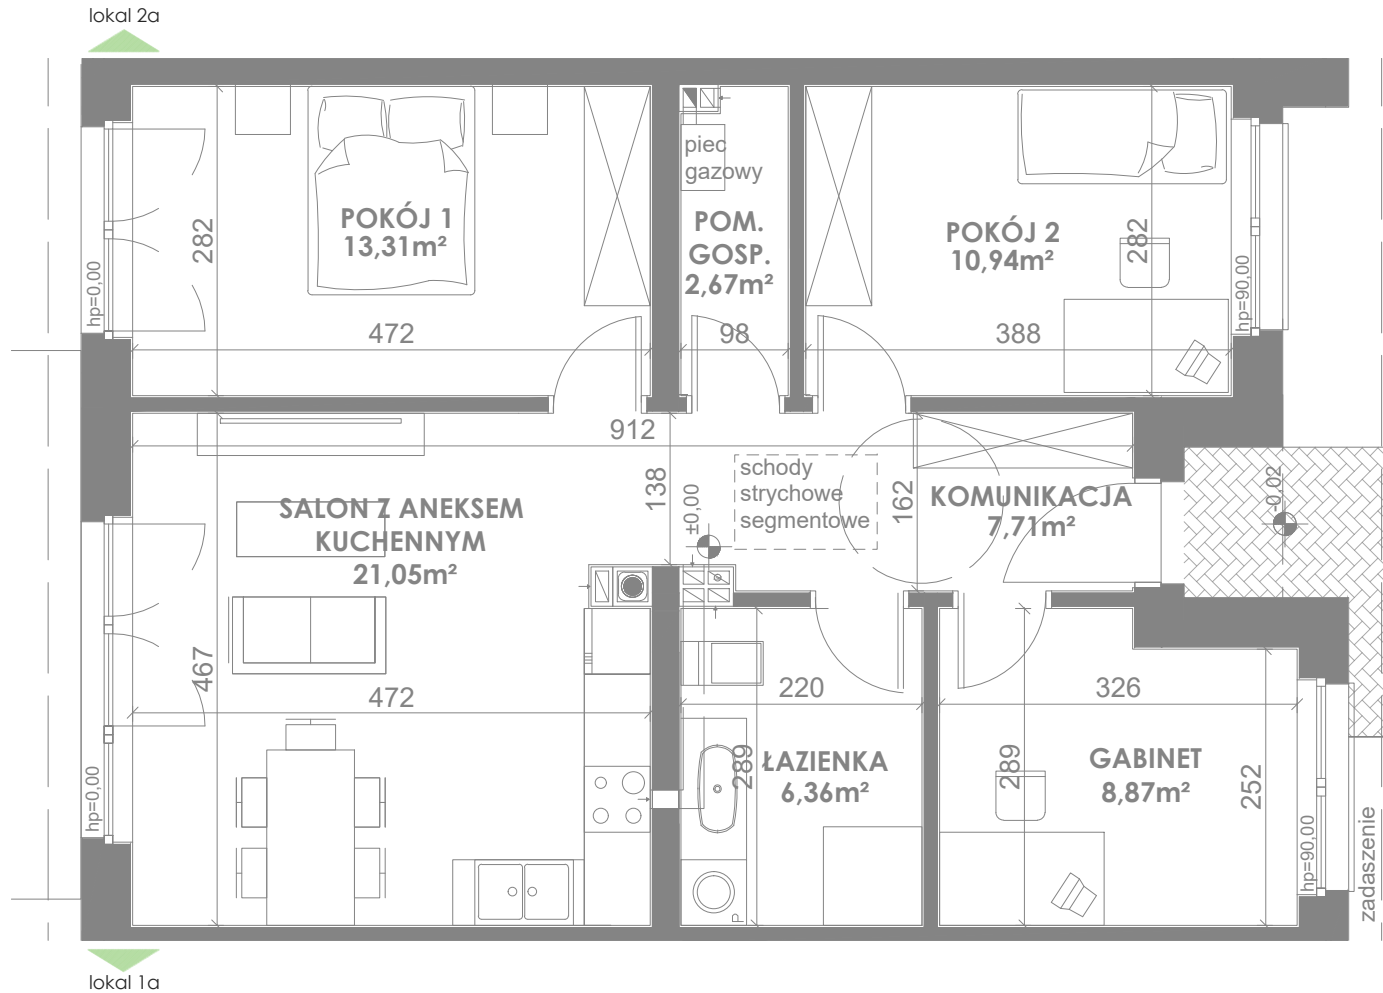 lokal 2a
piec
gazowy
POKÓJ 1
13,31m²
282
hp=0,00
472
POM.
GOSP.
2,67m²
98
POKÓJ 2
10,94m²
282
hp=90,00
388
912
138
±0,00
schody
strychowe
segmentowe
162
KOMUNIKACJA
7,71m²
-0,02
SALON Z ANEKSEM
KUCHENNYM
21,05m²
467
472
hp=0,00
220
289
ŁAZIENKA
6,36m²
P
326
289
GABINET
8,87m²
252
hp=90,00
zadaszenie
lokal 1a